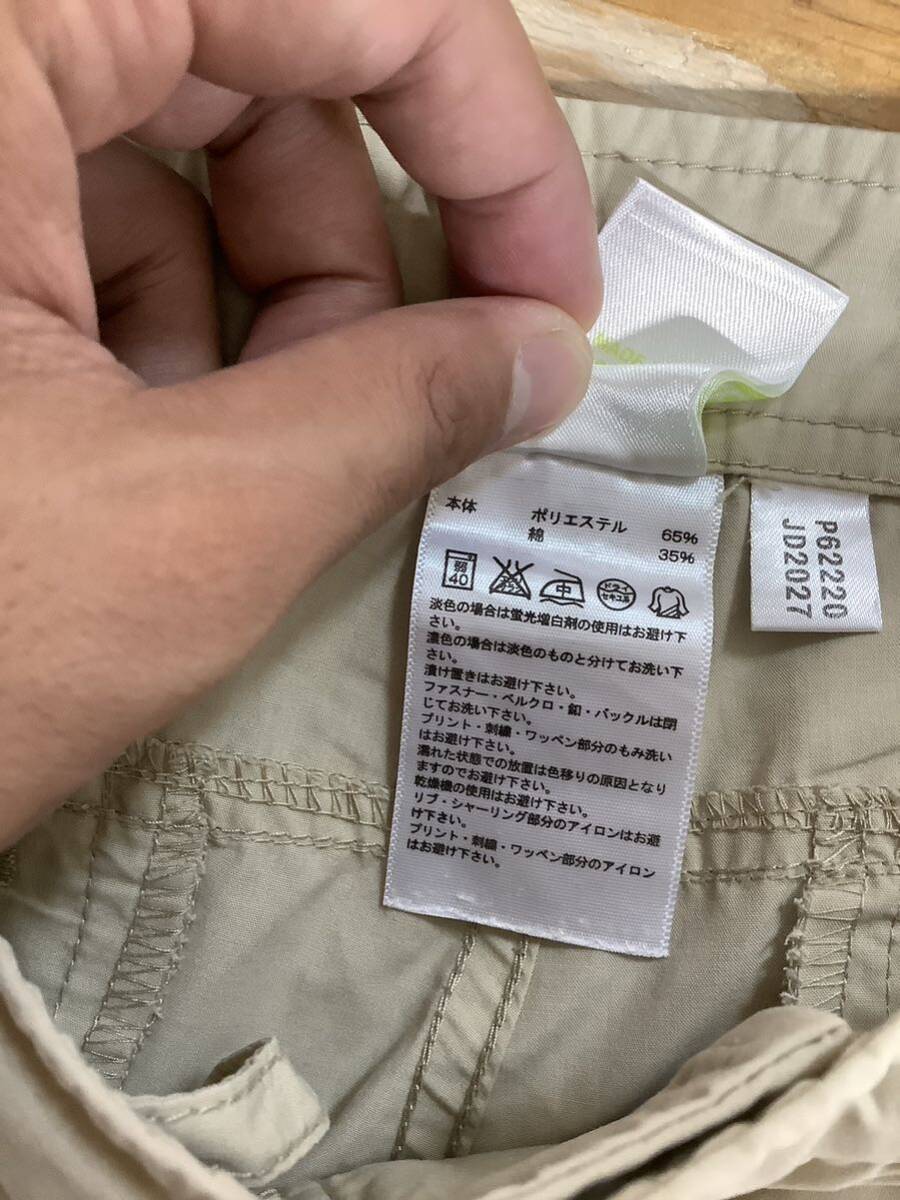 MADE
本体 ポリエステル 65%
綿 35%
弱
40
中
ドライ
セキユ系
淡色の場合は蛍光増白剤の使用はお避け下
さい。
濃色の場合は淡色のものと分けてお洗い下
さい。
漬け置きはお避け下さい。
ファスナー・ベルクロ・釦・バックルは閉
じてお洗い下さい。
プリント・刺繍・ワッペン部分のもみ洗い
はお避け下さい。
濡れた状態での放置は色移りの原因となり
ますのでお避け下さい。
乾燥機の使用はお避け下さい。
リブ・シャーリング部分のアイロンはお避
け下さい。
プリント・刺繍・ワッペン部分のアイロン
はお避け下さい。
P62220
JD2027